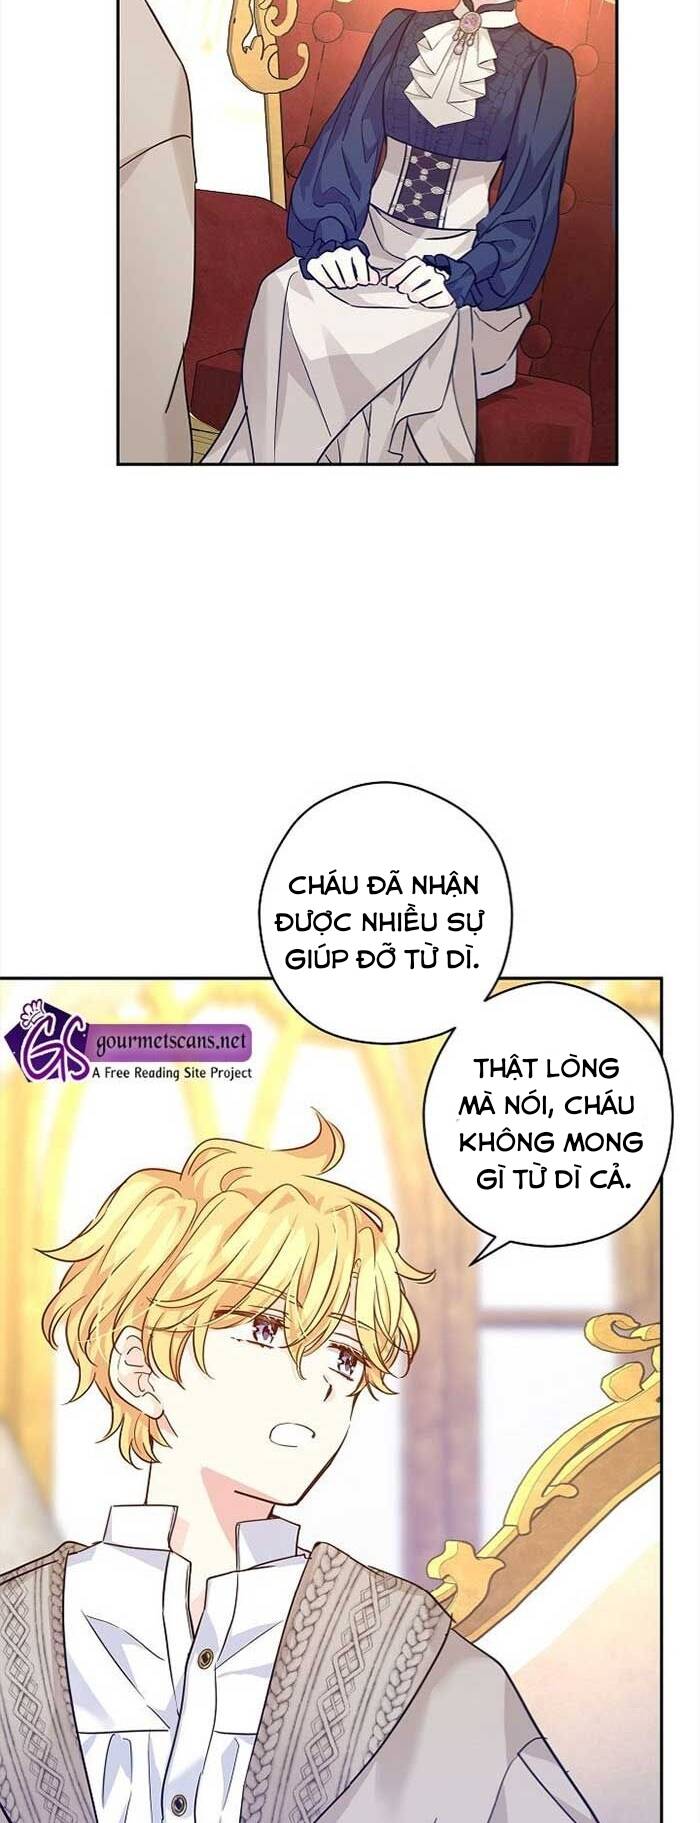 CHÁU ĐÃ NHẬN
ĐƯỢC NHIỀU SỰ
GIÚP ĐỠ TỪ DÌ.
GS
gourmetscans.net
A Free Reading Site Project
THẬT LÒNG
MÀ NÓI, CHÁU
KHÔNG MONG
GÌ TỪ DÌ CẢ.